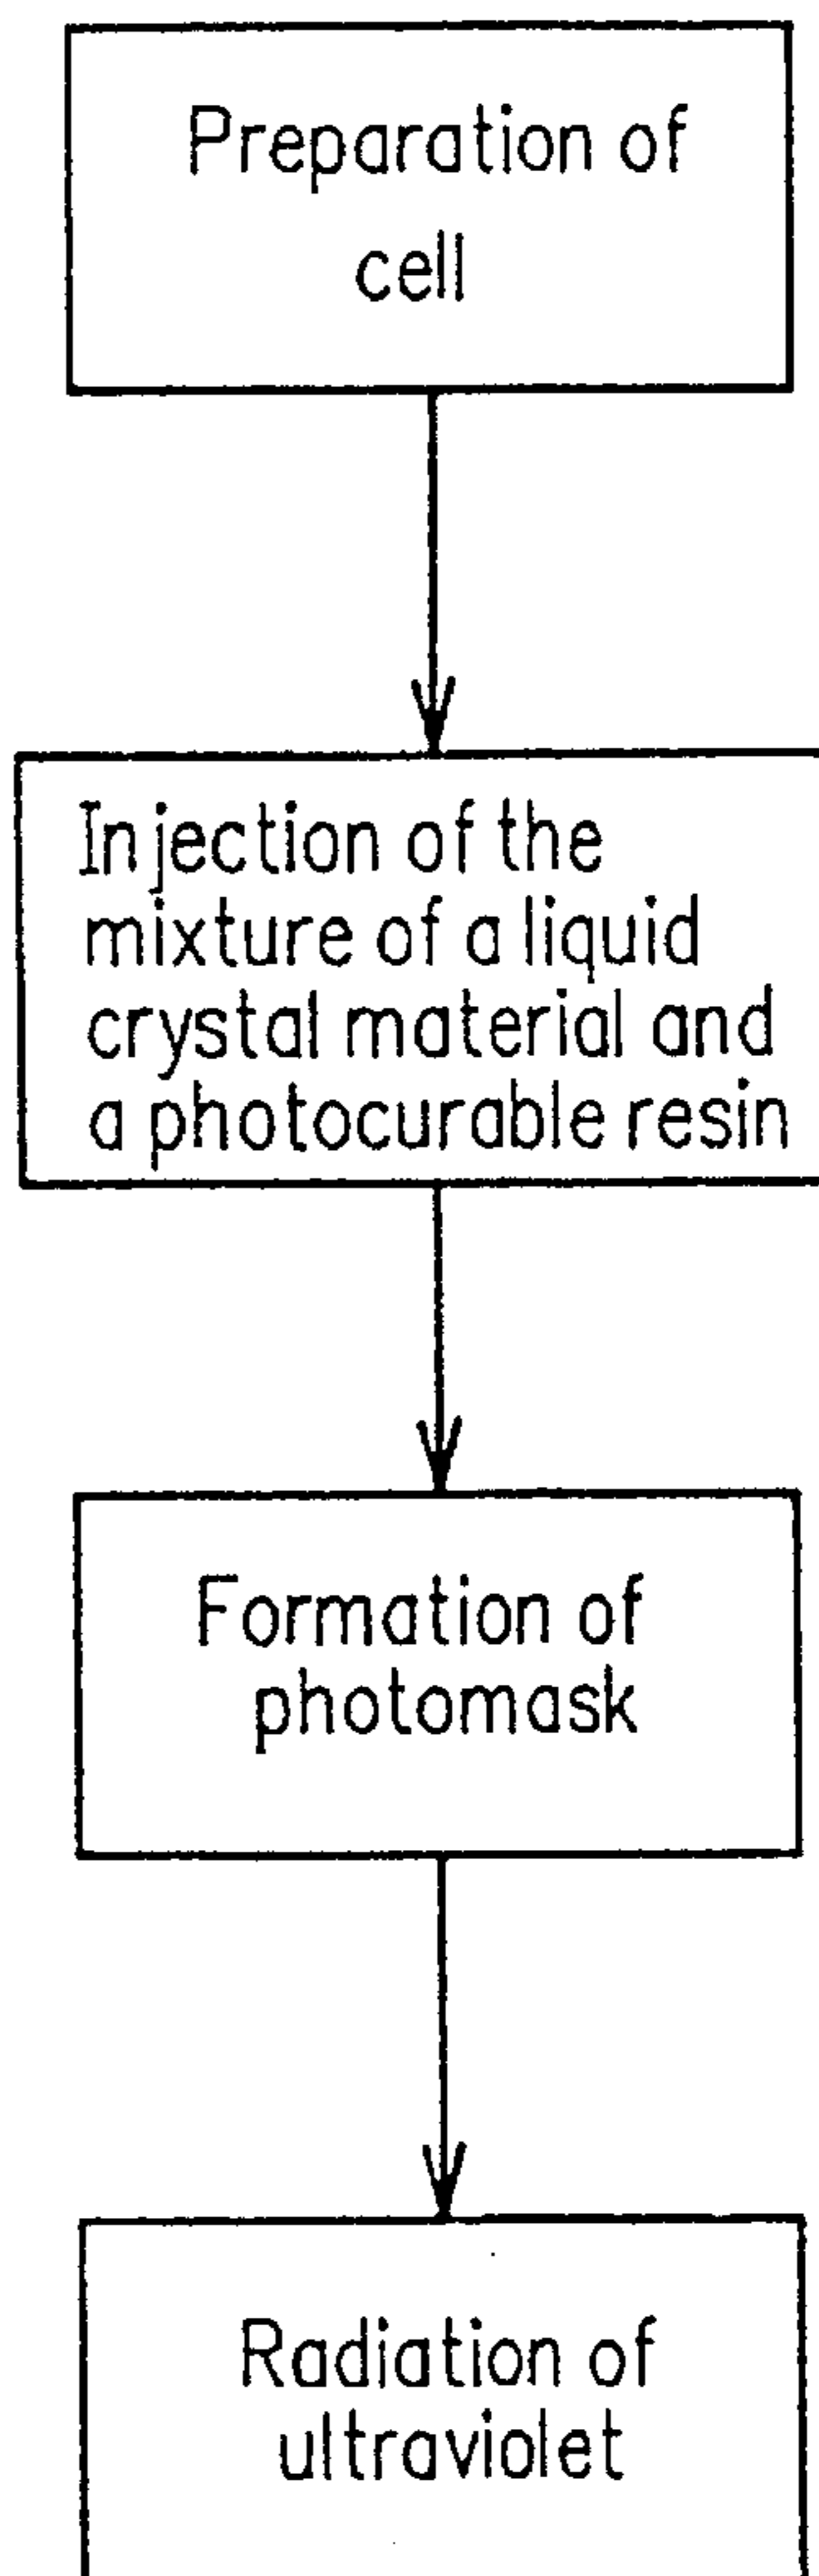 Preparation of
cell
Injection of the
mixture of a liquid
crystal material and
a photocurable resin
Formation of
photomask
Radiation of
ultraviolet